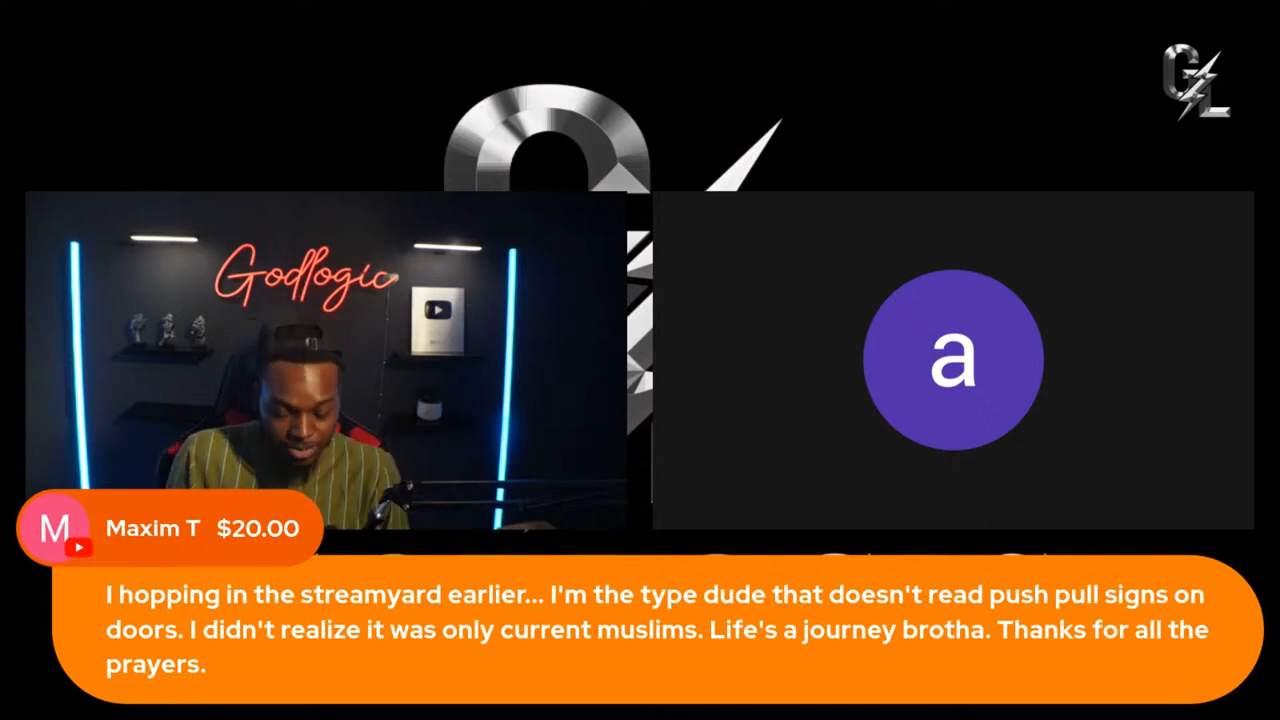 GL
Godlogic
a
M
Maxim T $20.00
I hopping in the streamyard earlier... I'm the type dude that doesn't read push pull signs on
doors. I didn't realize it was only current muslims. Life's a journey brotha. Thanks for all the
prayers.